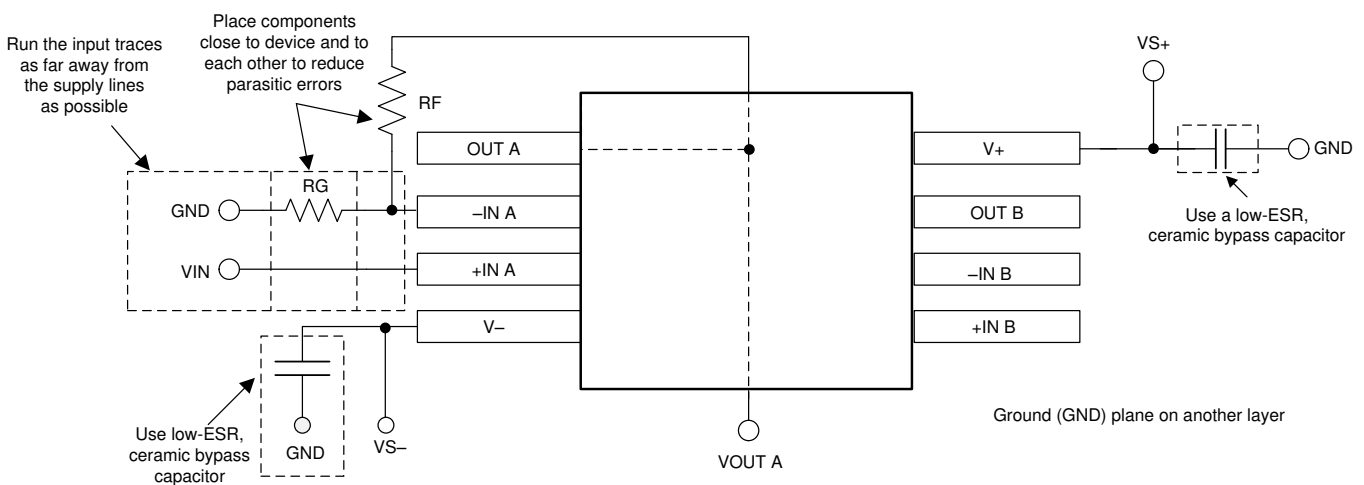 Run the input traces
as far away from
the supply lines
as possible
Place components
close to device and to
each other to reduce
parasitic errors
RF
VS+
OUT A
V+
GND
RG
GND
–IN A
OUT B
Use a low-ESR,
ceramic bypass capacitor
VIN
+IN A
–IN B
V–
+IN B
Use low-ESR,
ceramic bypass
capacitor
GND
VS–
VOUT A
Ground (GND) plane on another layer